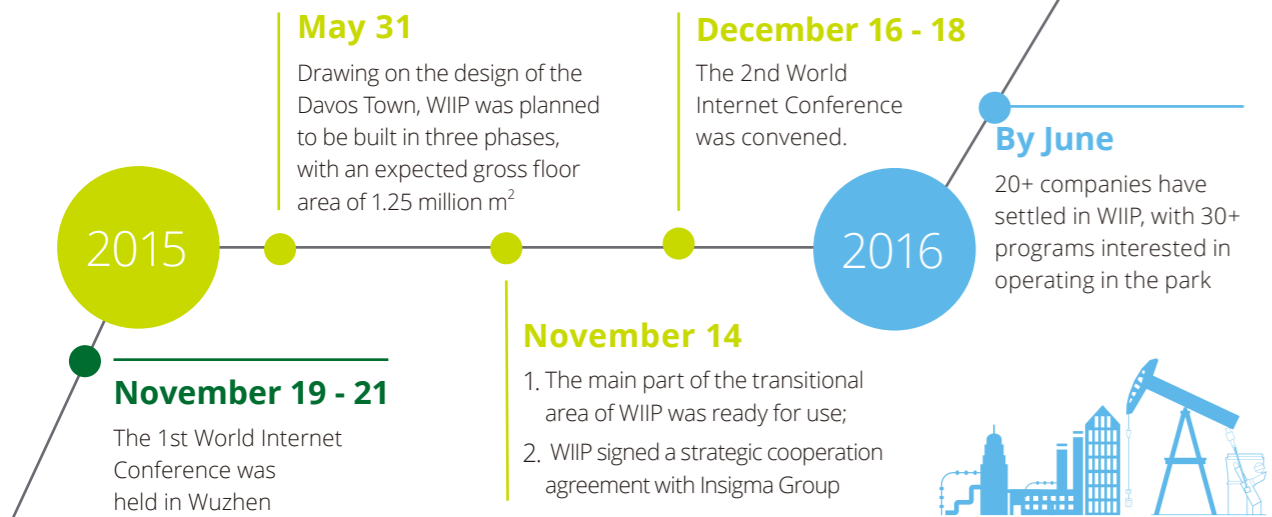 2015
November 19 - 21
The 1st World Internet
Conference was
held in Wuzhen
May 31
Drawing on the design of the
Davos Town, WIIP was planned
to be built in three phases,
with an expected gross floor
area of 1.25 million m²
November 14
1. The main part of the transitional
area of WIIP was ready for use;
2. WIIP signed a strategic cooperation
agreement with Insigma Group
December 16 - 18
The 2nd World
Internet Conference
was convened.
2016
By June
20+ companies have
settled in WIIP, with 30+
programs interested in
operating in the park